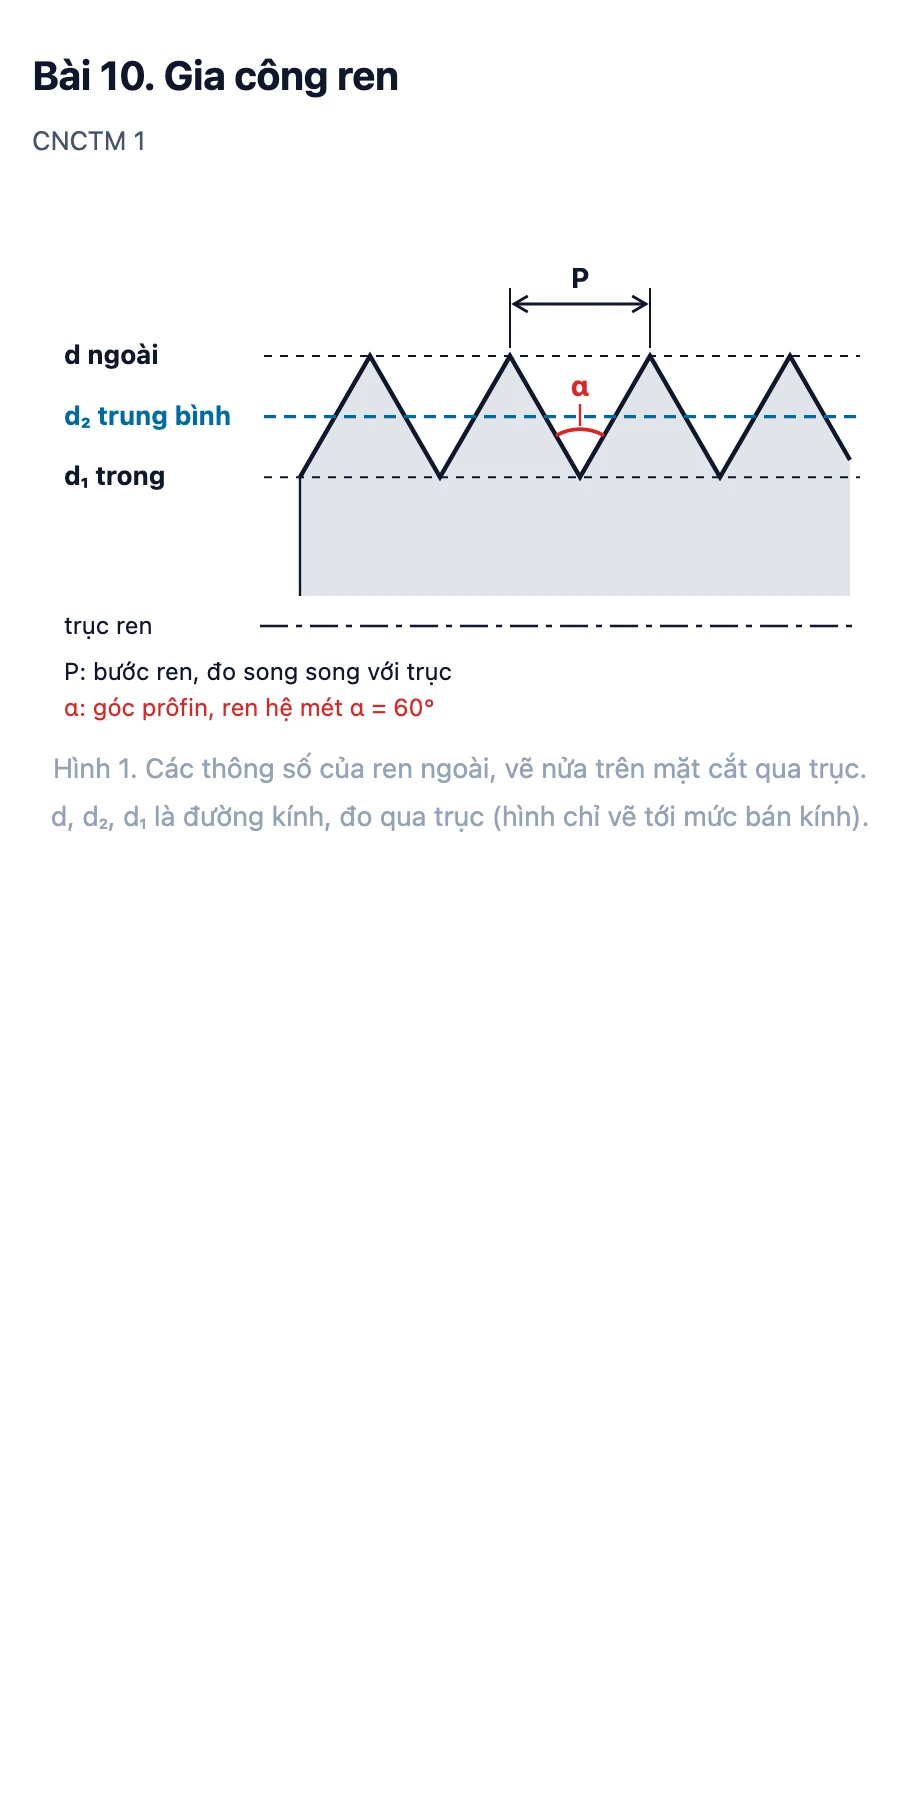 Bài 10. Gia công ren
CNCTM 1
P
d ngoài
α
d₂ trung bình
d₁ trong
trục ren
P: bước ren, đo song song với trục
α: góc prôfin, ren hệ mét α = 60°
Hình 1. Các thông số của ren ngoài, vẽ nửa trên mặt cắt qua trục.
d, d₂, d₁ là đường kính, đo qua trục (hình chỉ vẽ tới mức bán kính).